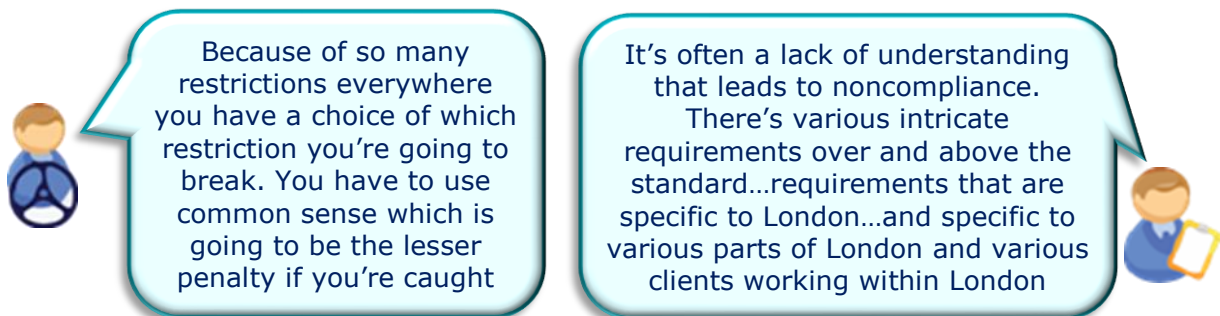 Because of so many
restrictions everywhere
you have a choice of which
restriction you're going to
break. You have to use
common sense which is
going to be the lesser
penalty if you're caught
It's often a lack of understanding
that leads to noncompliance.
There's various intricate
requirements over and above the
standard…requirements that are
specific to London…and specific to
various parts of London and various
clients working within London